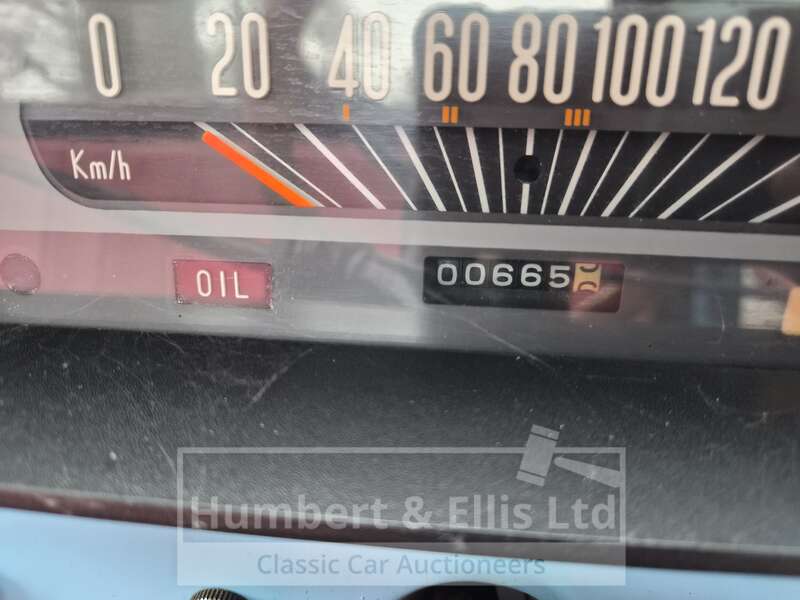 0 20 40 60 80 100 120
Km/h
OIL
00665
Humbert & Ellis Ltd
Classic Car Auctioneers